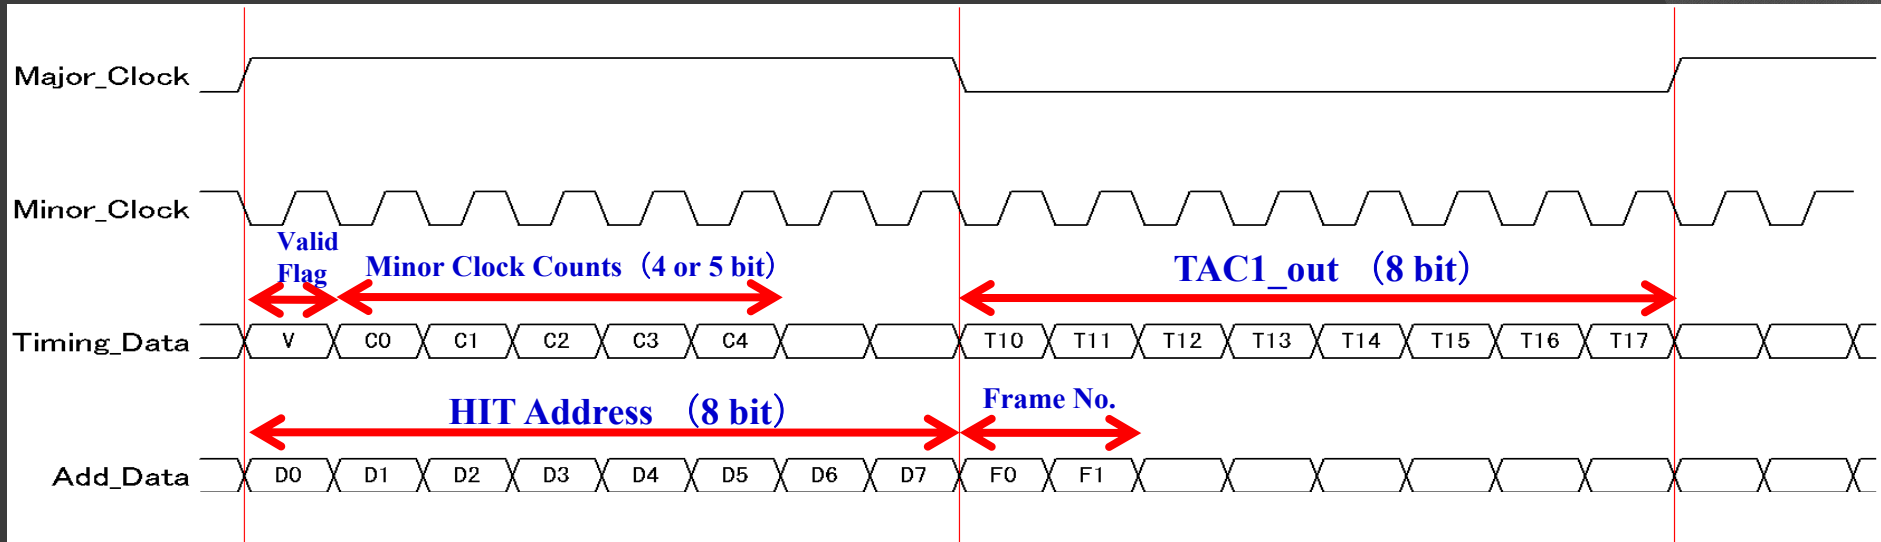 Major_Clock
Minor_Clock
Valid
Flag
Minor Clock Counts（4 or 5 bit）
TAC1_out （8 bit）
Timing_Data V C0 C1 C2 C3 C4 T10 T11 T12 T13 T14 T15 T16 T17
HIT Address （8 bit）
Frame No.
Add_Data D0 D1 D2 D3 D4 D5 D6 D7 F0 F1